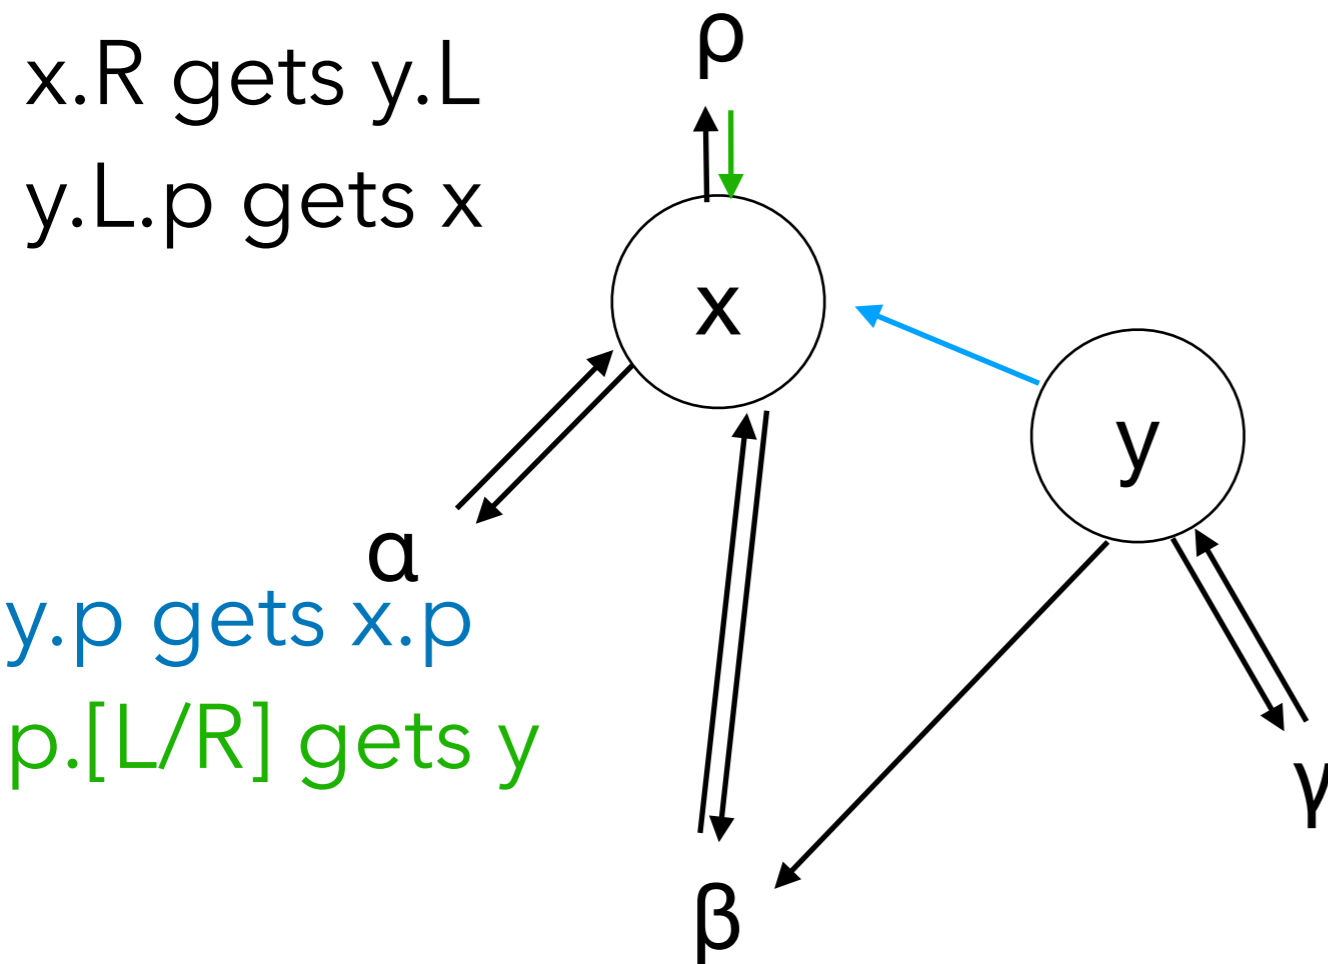 x.R gets y.L
y.L.p gets x
ρ
x
y
α
y.p gets x.p
p.[L/R] gets y
γ
β